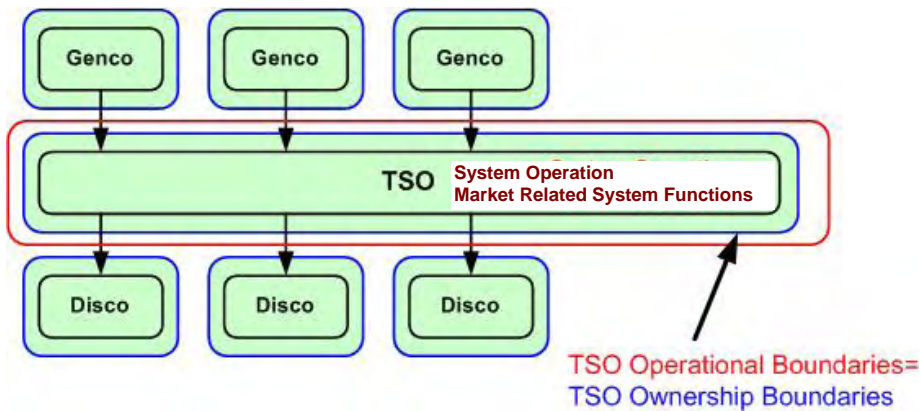 Genco Genco Genco
TSO
System Operation
Market Related System Functions
Disco Disco Disco
TSO Operational Boundaries=
TSO Ownership Boundaries